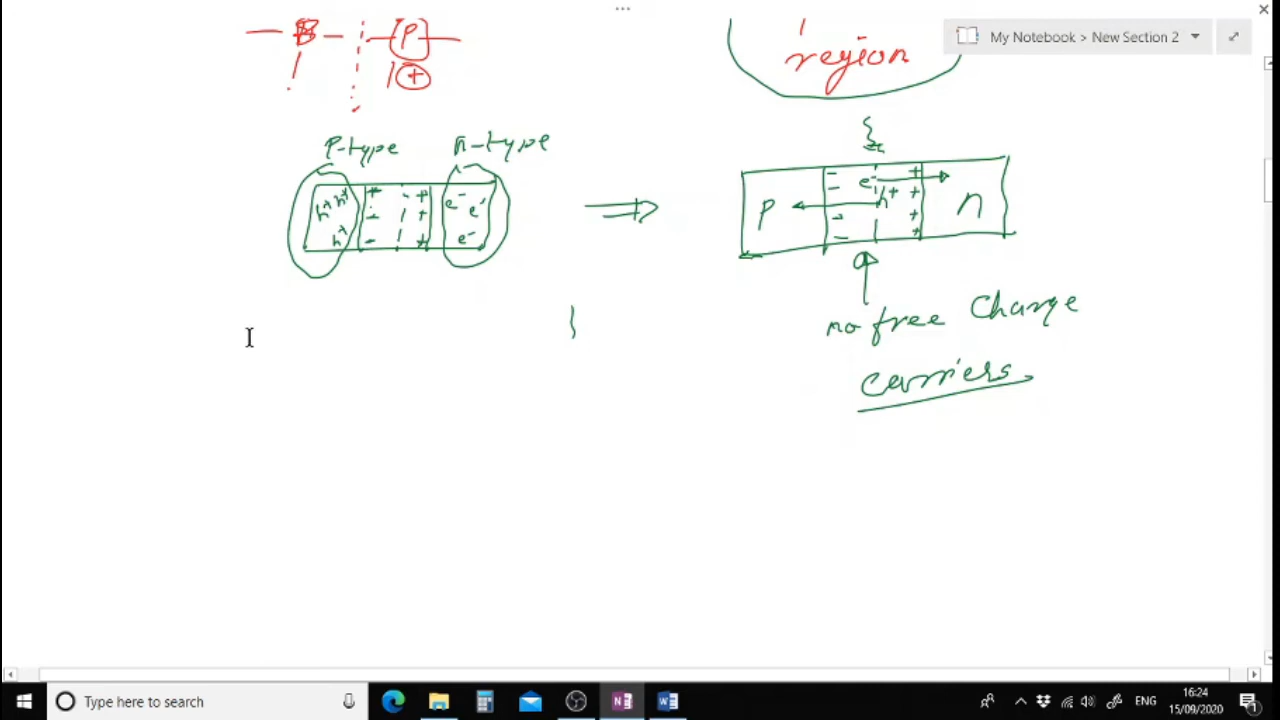 B P
+
region
My Notebook > New Section 2
P-type n-type
h+ h+ h+ - - - + + + e- e- e-
P - - - - e- h+ + + + + n
no free Charge
carriers
Type here to search
ENG
16:24
15/09/2020
1